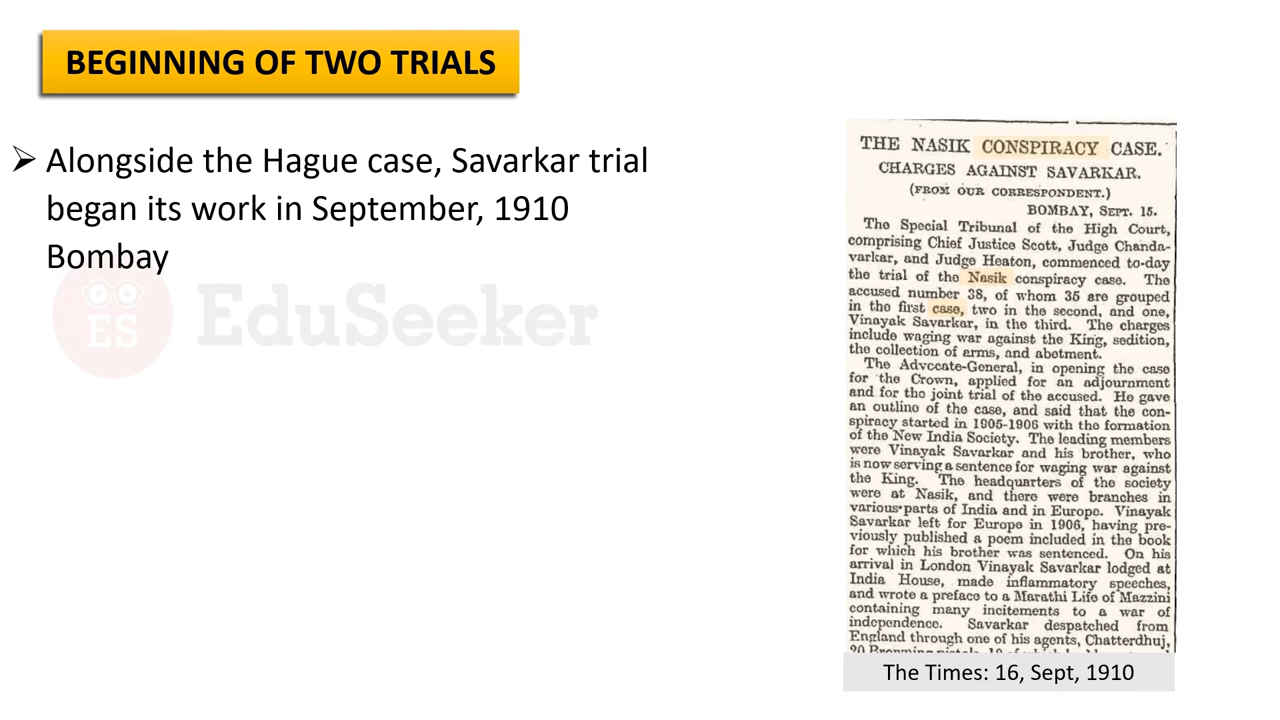 BEGINNING OF TWO TRIALS
➢ Alongside the Hague case, Savarkar trial
began its work in September, 1910
Bombay
ES
EduSeeker
THE NASIK CONSPIRACY CASE.
CHARGES AGAINST SAVARKAR.
(FROM OUR CORRESPONDENT.)
BOMBAY, SEPT. 15.
The Special Tribunal of the High Court,
comprising Chief Justice Scott, Judge Chanda-
varkar, and Judge Heaton, commenced to-day
the trial of the Nasik conspiracy case. The
accused number 38, of whom 35 are grouped
in the first case, two in the second, and one,
Vinayak Savarkar, in the third. The charges
include waging war against the King, sedition,
the collection of arms, and abetment.
The Advocate-General, in opening the case
for the Crown, applied for an adjournment
and for the joint trial of the accused. He gave
an outline of the case, and said that the con-
spiracy started in 1905-1906 with the formation
of the New India Society. The leading members
were Vinayak Savarkar and his brother, who
is now serving a sentence for waging war against
the King. The headquarters of the society
were at Nasik, and there were branches in
various parts of India and in Europe. Vinayak
Savarkar left for Europe in 1906, having pre-
viously published a poem included in the book
for which his brother was sentenced. On his
arrival in London Vinayak Savarkar lodged at
India House, made inflammatory speeches,
and wrote a preface to a Marathi Life of Mazzini
containing many incitements to a war of
independence. Savarkar despatched from
England through one of his agents, Chatterdhuj,
20 Browning pistols,
The Times: 16, Sept, 1910